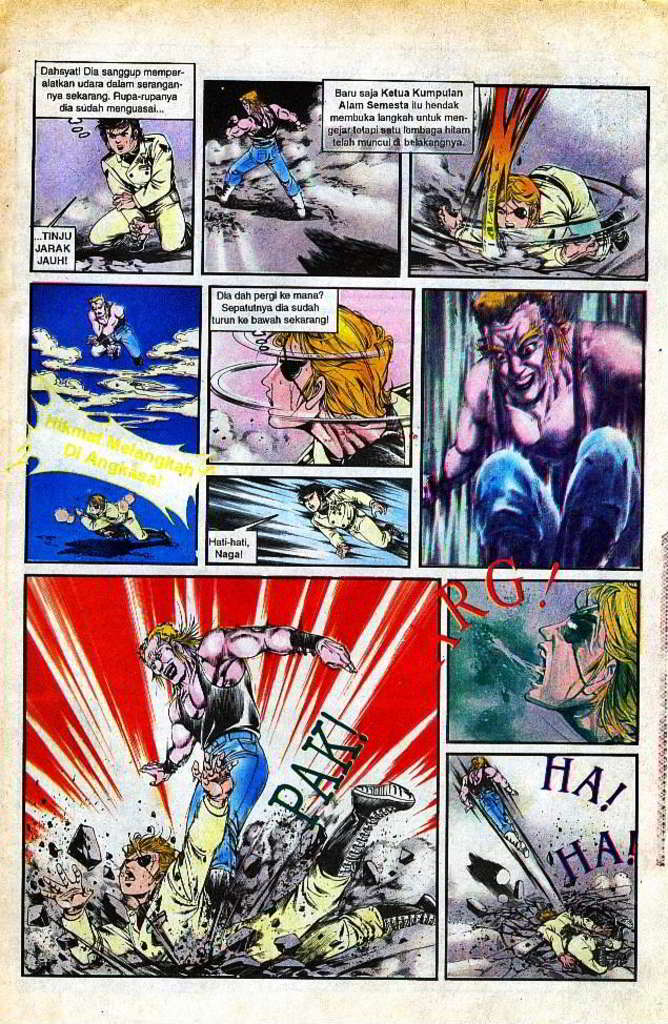 Dahsyat! Dia sanggup memper-
alatkan udara dalam serangan-
nya sekarang. Rupa-rupanya
dia sudah menguasai...
...TINJU
JARAK
JAUH!
Baru saja Ketua Kumpulan
Alam Semesta itu hendak
membuka langkah untuk men-
gejar tetapi satu lembaga hitam
telah muncul di belakangnya.
Hikmat Melangkah
Di Angkasa!
Dia dah pergi ke mana?
Sepatutnya dia sudah
turun ke bawah sekarang!
Hati-hati,
Naga!
PAIK!
ARG!
HA!
HA!